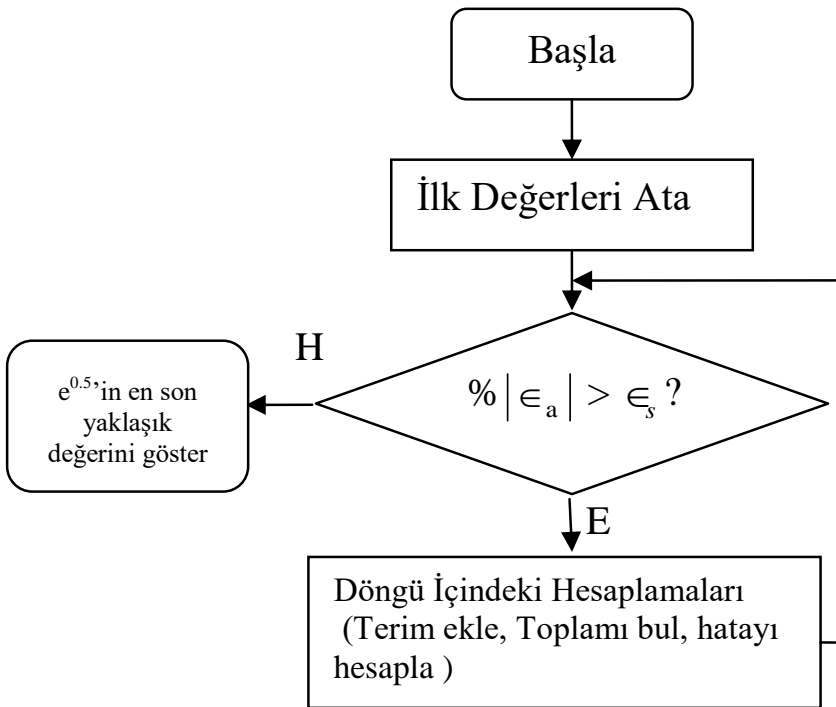 Başla
İlk Değerleri Ata
H
%|∈a| > ∈s ?
e^0.5'in en son
yaklaşık
değerini göster
E
Döngü İçindeki Hesaplamaları
(Terim ekle, Toplamı bul, hatayı
hesapla )